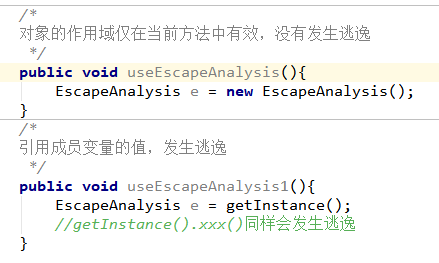 /*
对象的作用域仅在当前方法中有效，没有发生逃逸
*/
public void useEscapeAnalysis(){
EscapeAnalysis e = new EscapeAnalysis();
}
/*
引用成员变量的值，发生逃逸
*/
public void useEscapeAnalysis1(){
EscapeAnalysis e = getInstance();
//getInstance().xxx()同样会发生逃逸
}